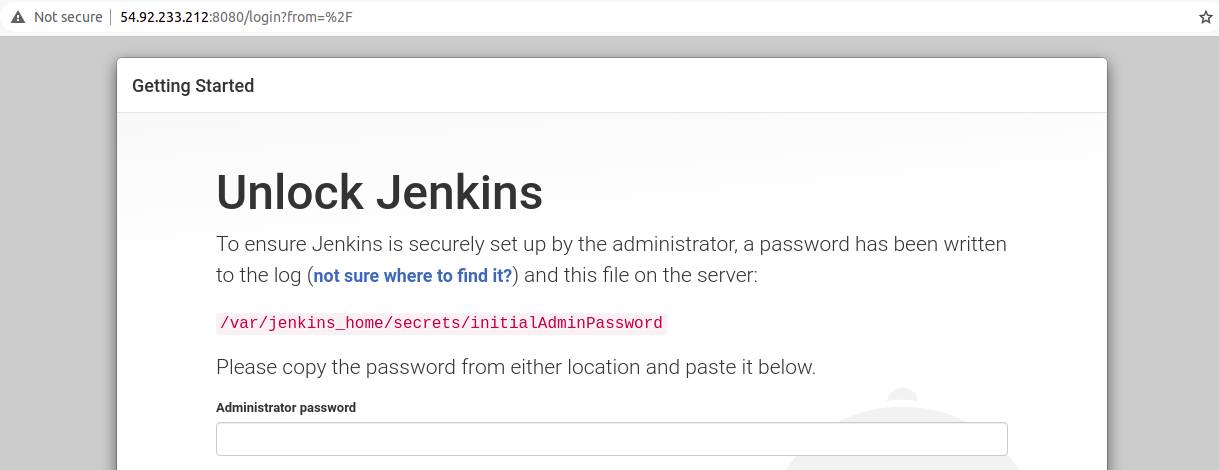 Not secure | 54.92.233.212:8080/login?from=%2F
Getting Started
Unlock Jenkins
To ensure Jenkins is securely set up by the administrator, a password has been written
to the log (not sure where to find it?) and this file on the server:
/var/jenkins_home/secrets/initialAdminPassword
Please copy the password from either location and paste it below.
Administrator password